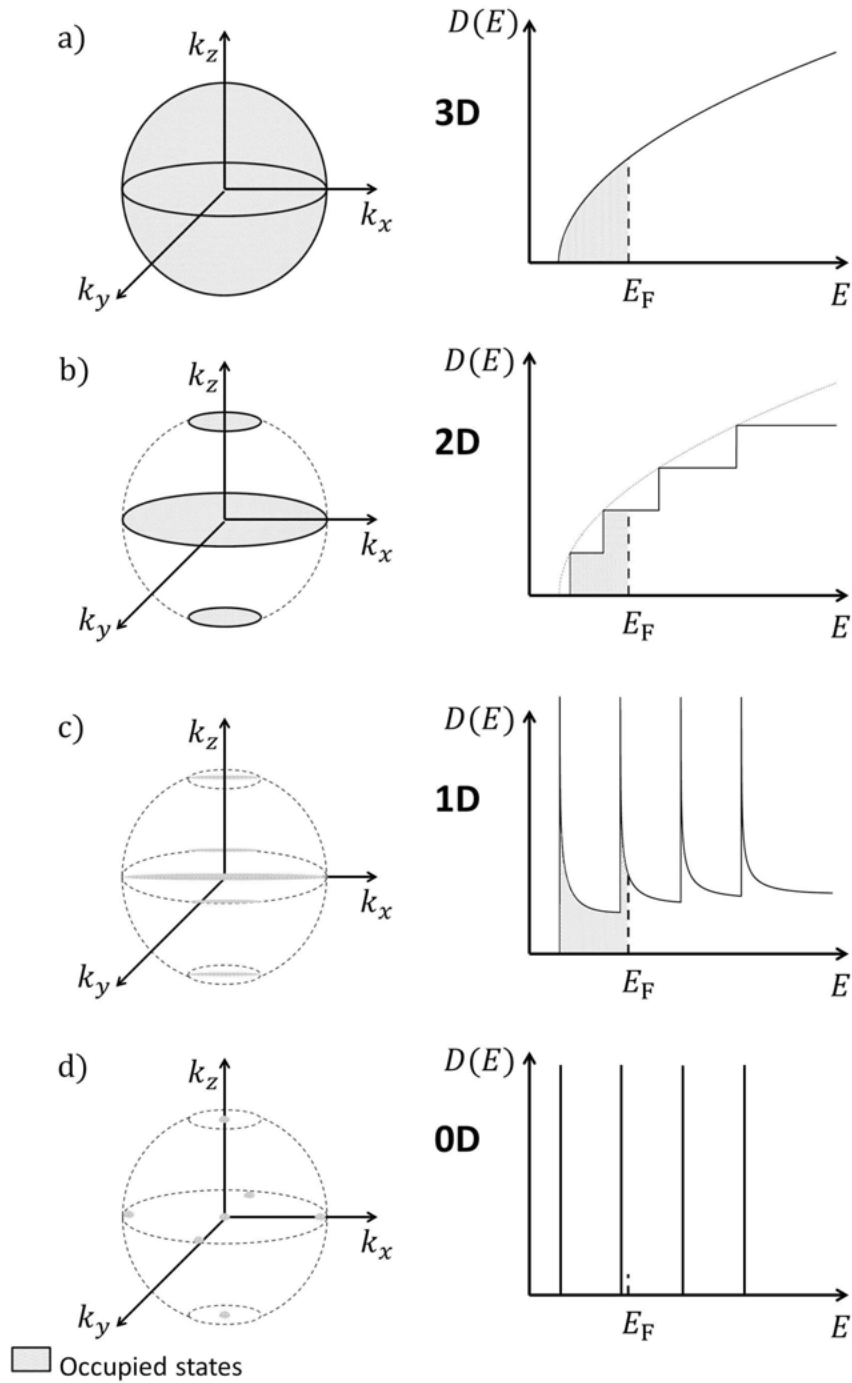 a)
k_z
k_x
k_y
D(E)
3D
E_F
E
b)
k_z
k_x
k_y
D(E)
2D
E_F
E
c)
k_z
k_x
k_y
D(E)
1D
E_F
E
d)
k_z
k_x
k_y
D(E)
0D
E_F
E
Occupied states